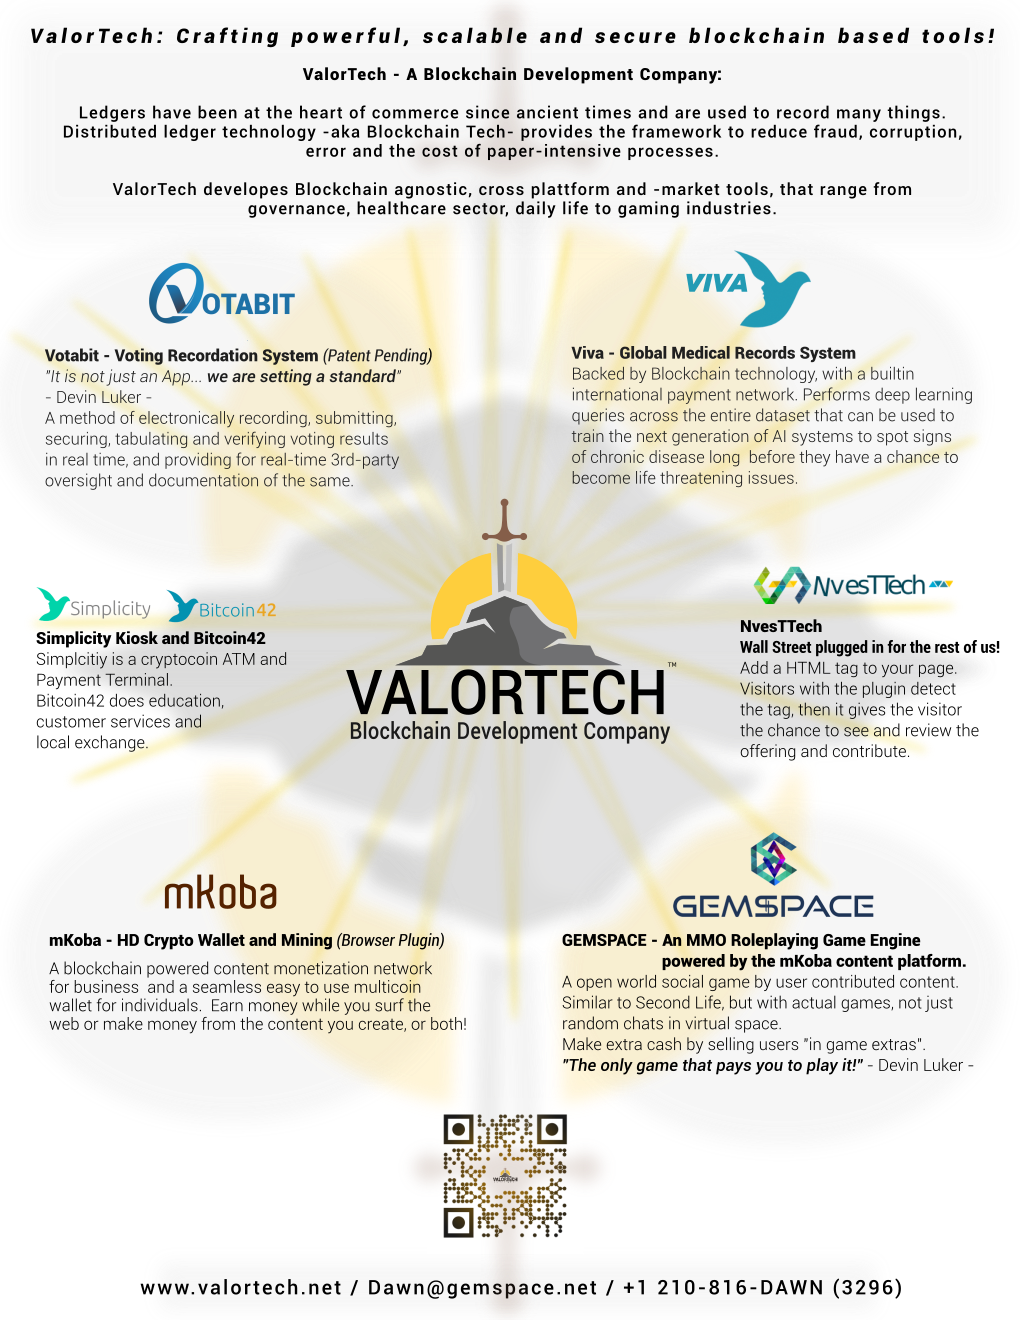 ValorTech: Crafting powerful, scalable and secure blockchain based tools!
ValorTech - A Blockchain Development Company:
Ledgers have been at the heart of commerce since ancient times and are used to record many things.
Distributed ledger technology -aka Blockchain Tech- provides the framework to reduce fraud, corruption,
error and the cost of paper-intensive processes.
ValorTech developes Blockchain agnostic, cross plattform and -market tools, that range from
governance, healthcare sector, daily life to gaming industries.
VOTABIT
Votabit - Voting Recordation System (Patent Pending)
"It is not just an App... we are setting a standard"
- Devin Luker -
A method of electronically recording, submitting,
securing, tabulating and verifying voting results
in real time, and providing for real-time 3rd-party
oversight and documentation of the same.
VIVA
Viva - Global Medical Records System
Backed by Blockchain technology, with a builtin
international payment network. Performs deep learning
queries across the entire dataset that can be used to
train the next generation of AI systems to spot signs
of chronic disease long before they have a chance to
become life threatening issues.
Simplicity Bitcoin42
Simplicity Kiosk and Bitcoin42
Simplcitiy is a cryptocoin ATM and
Payment Terminal.
Bitcoin42 does education,
customer services and
local exchange.
VALORTECH™
Blockchain Development Company
NvesTTech
NvesTTech
Wall Street plugged in for the rest of us!
Add a HTML tag to your page.
Visitors with the plugin detect
the tag, then it gives the visitor
the chance to see and review the
offering and contribute.
mKoba
mKoba - HD Crypto Wallet and Mining (Browser Plugin)
A blockchain powered content monetization network
for business and a seamless easy to use multicoin
wallet for individuals. Earn money while you surf the
web or make money from the content you create, or both!
GEMSPACE
GEMSPACE - An MMO Roleplaying Game Engine
powered by the mKoba content platform.
A open world social game by user contributed content.
Similar to Second Life, but with actual games, not just
random chats in virtual space.
Make extra cash by selling users "in game extras".
"The only game that pays you to play it!" - Devin Luker -
VALORTECH
www.valortech.net / Dawn@gemspace.net / +1 210-816-DAWN (3296)